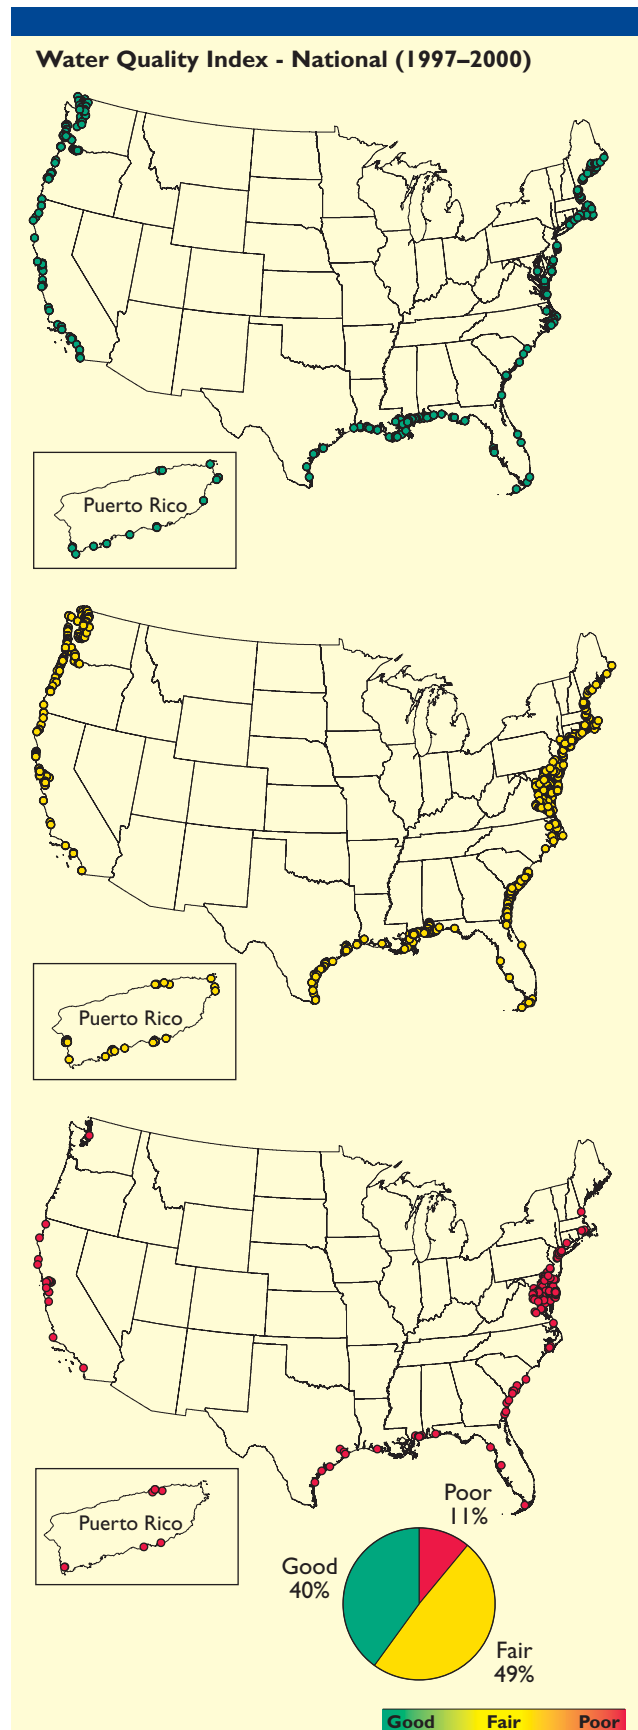 Water Quality Index - National (1997–2000)
Puerto Rico
Puerto Rico
Puerto Rico
Poor
11%
Good
40%
Fair
49%
Good Fair Poor